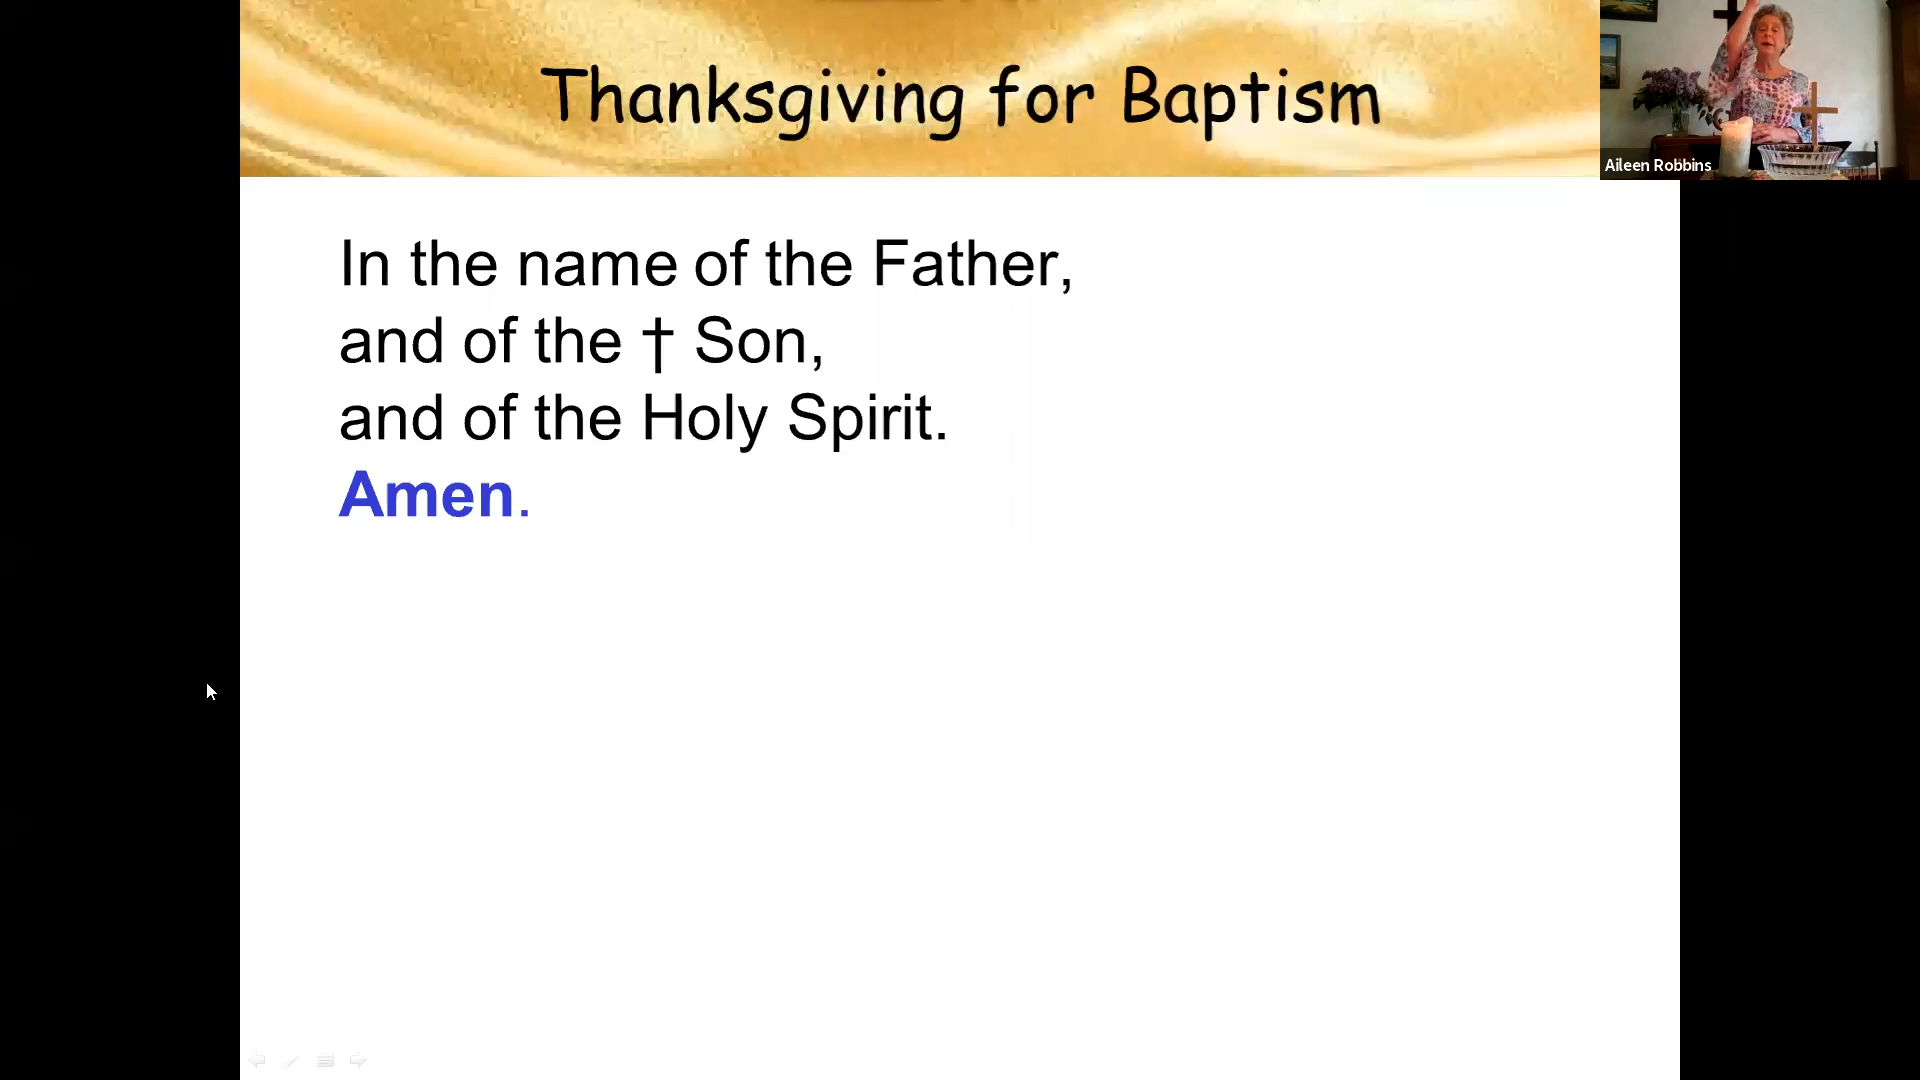 Thanksgiving for Baptism
Aileen Robbins
In the name of the Father,
and of the † Son,
and of the Holy Spirit.
Amen.